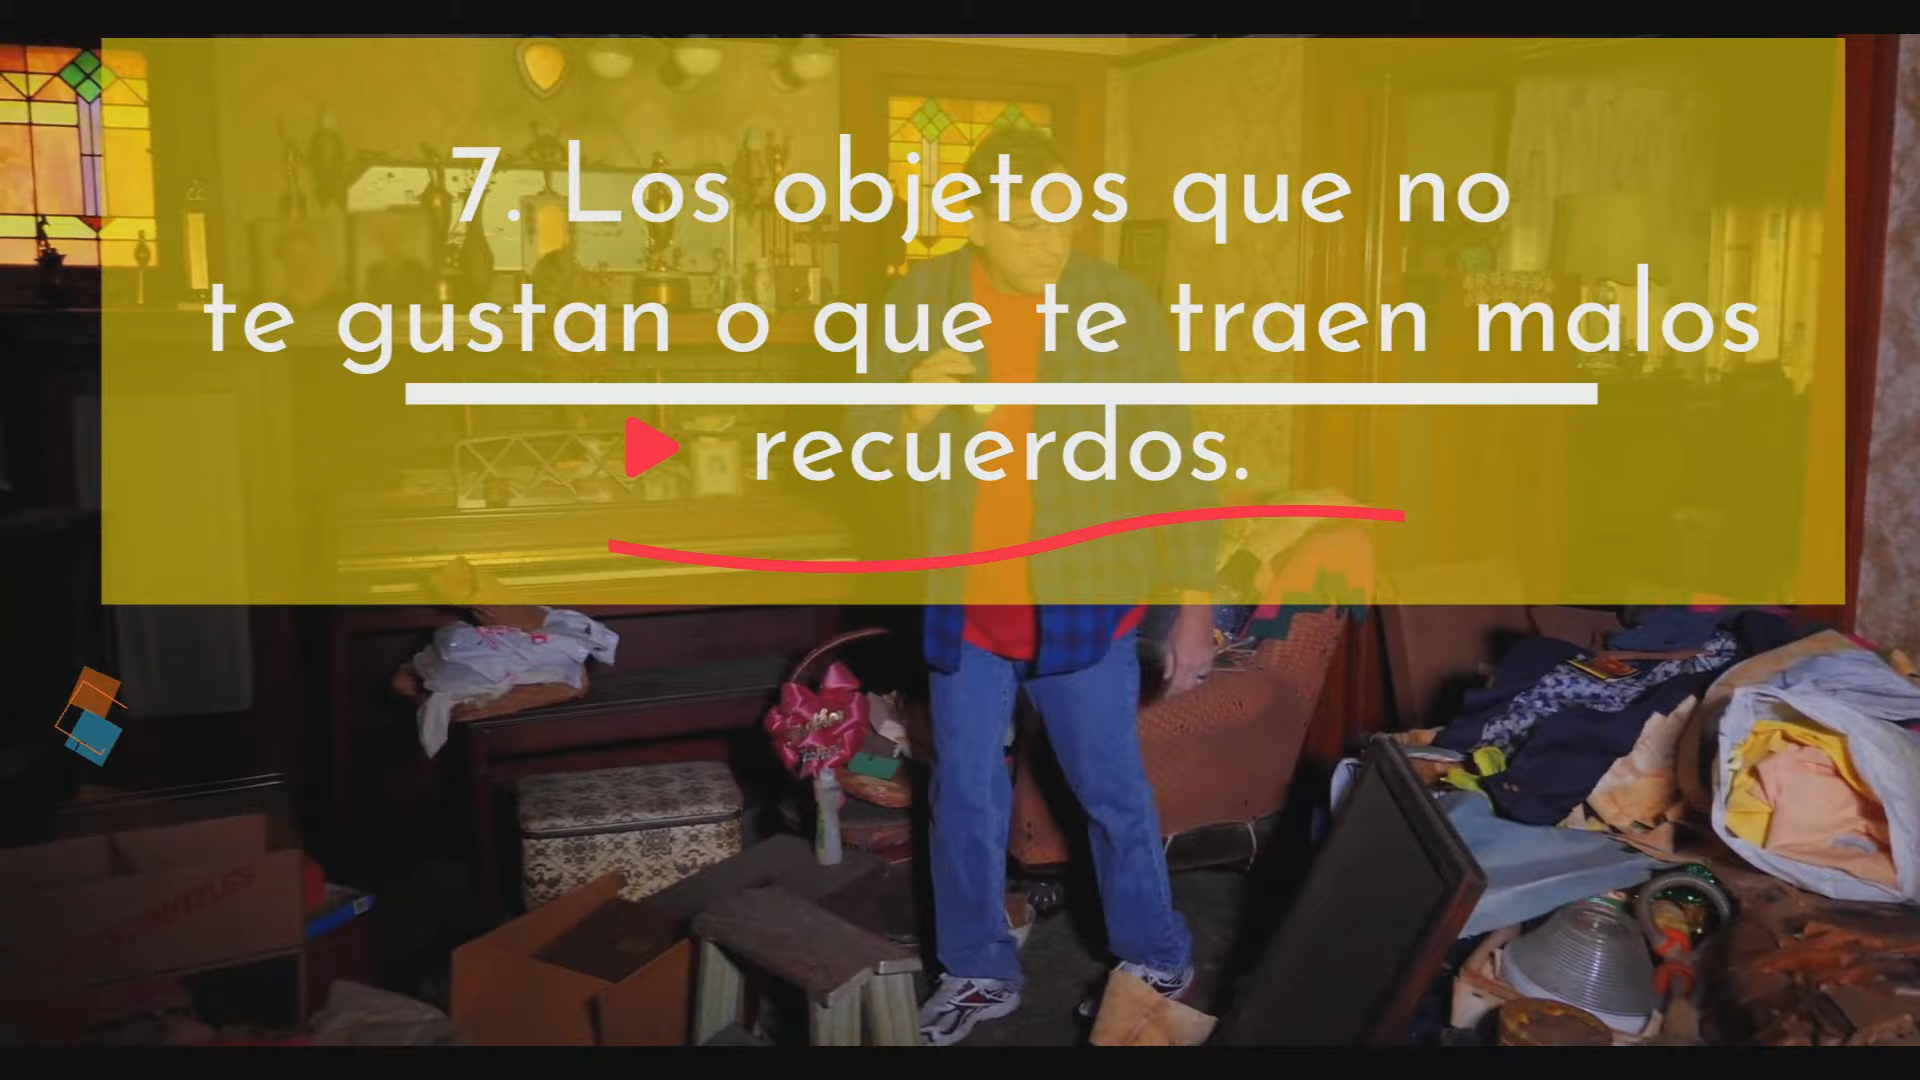 7. Los objetos que no
te gustan o que te traen malos
recuerdos.